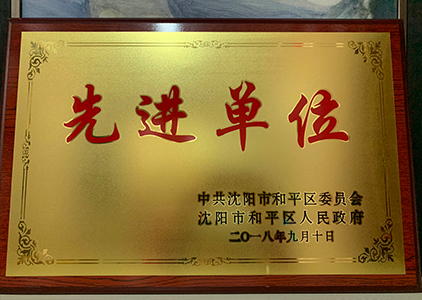 先进单位
中共沈阳市和平区委员会
沈阳市和平区人民政府
二〇一八年九月十日